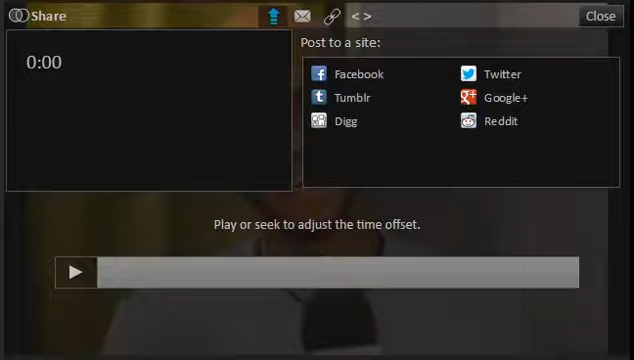 Share
< >
Close
Post to a site:
0:00
Facebook
Twitter
Tumblr
Google+
Digg
Reddit
Play or seek to adjust the time offset.